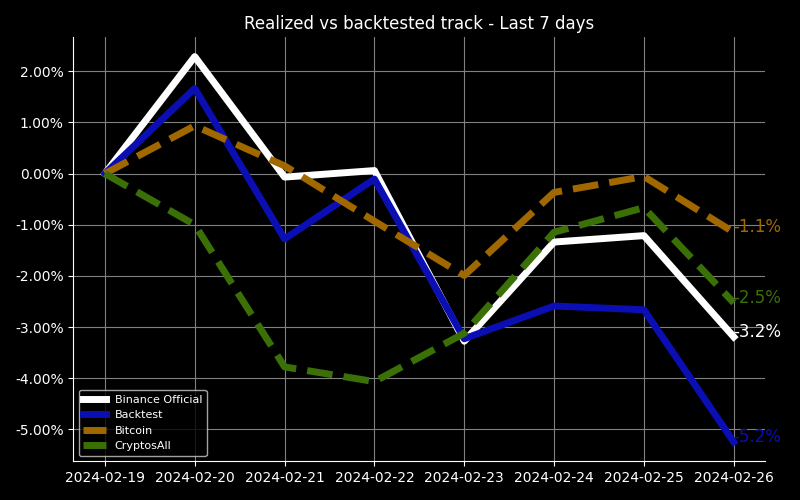 Realized vs backtested track - Last 7 days
2.00%
1.00%
0.00%
-1.00%
-2.00%
-3.00%
-4.00%
-5.00%
-1.1%
-2.5%
-3.2%
-5.2%
Binance Official
Backtest
Bitcoin
CryptosAll
2024-02-19 2024-02-20 2024-02-21 2024-02-22 2024-02-23 2024-02-24 2024-02-25 2024-02-26